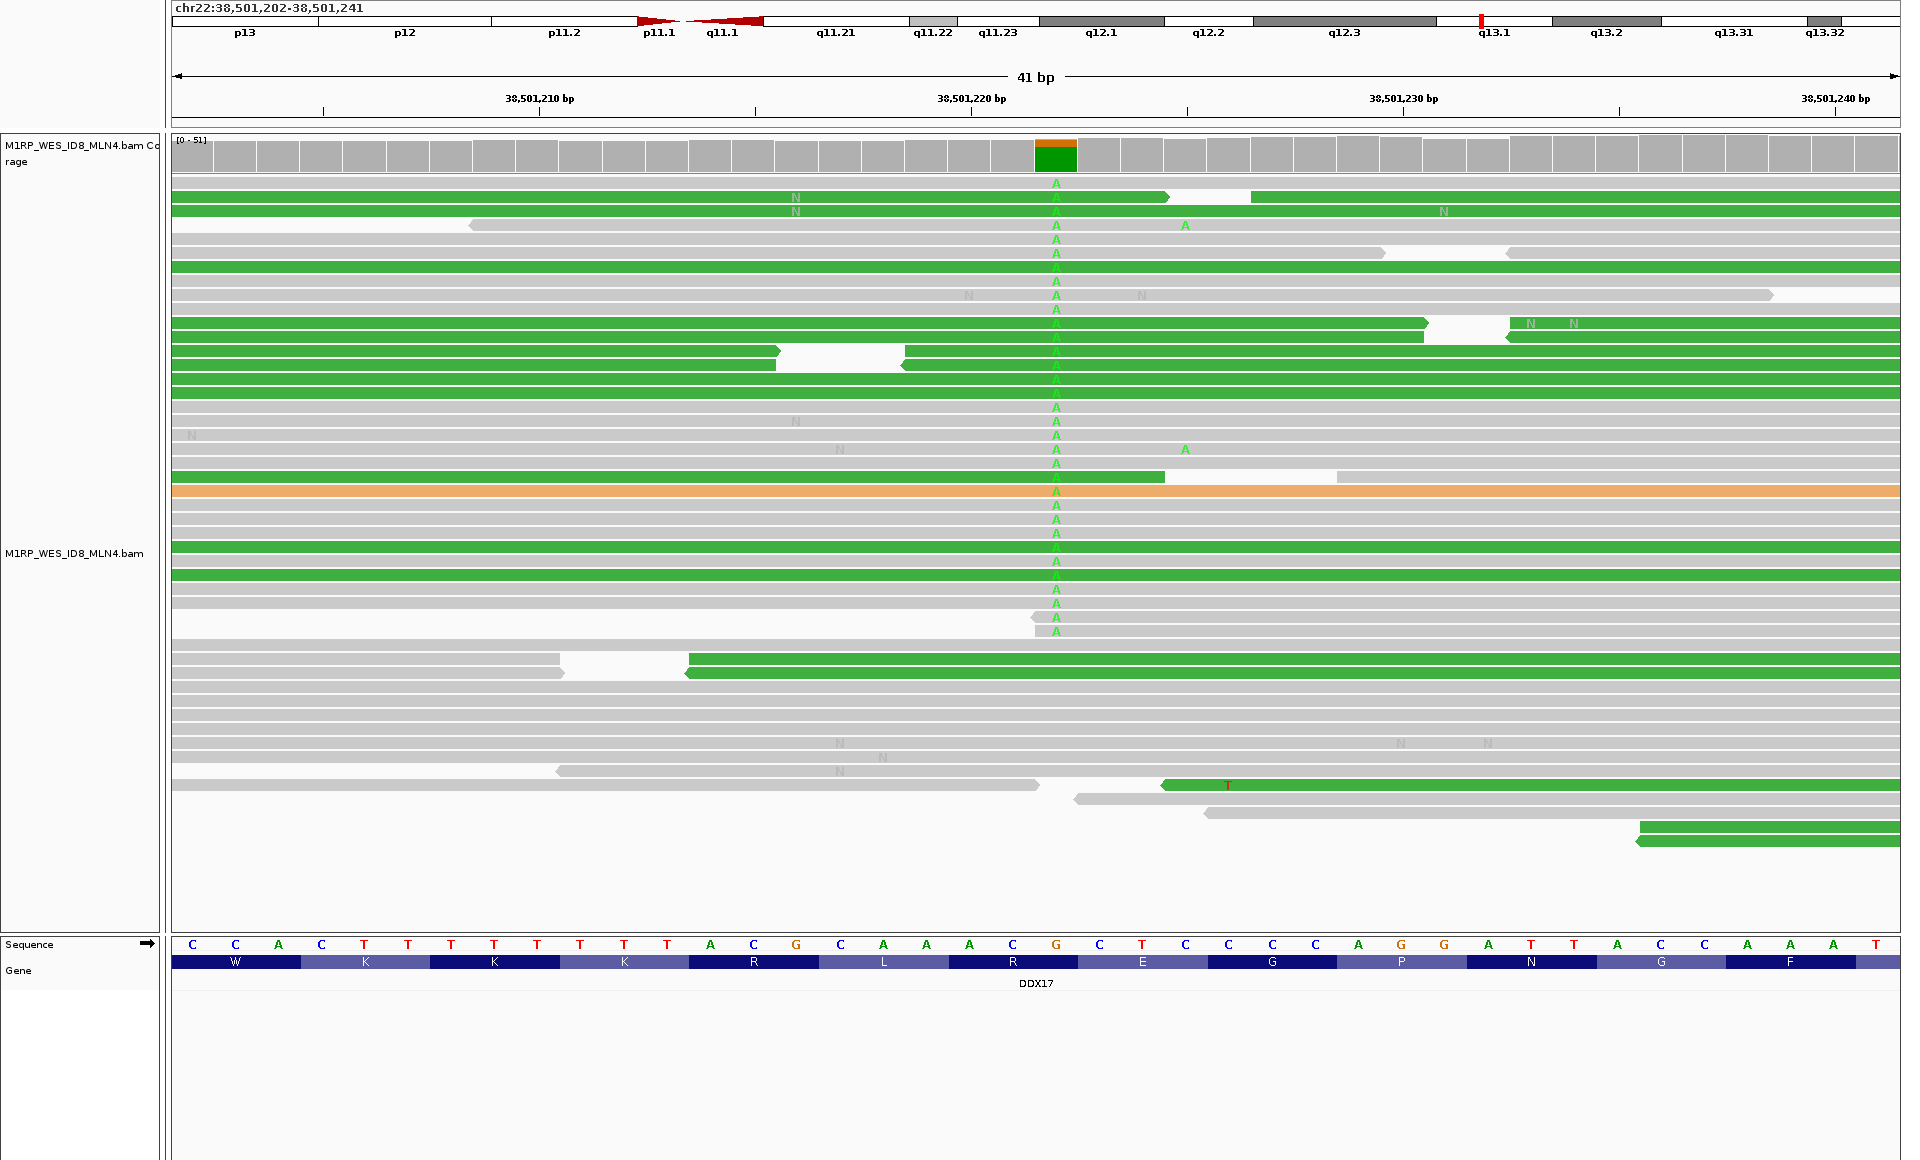 chr22:38,501,202-38,501,241
p13 p12 p11.2 p11.1 q11.1 q11.21 q11.22 q11.23 q12.1 q12.2 q12.3 q13.1 q13.2 q13.31 q13.32
41 bp
38,501,210 bp 38,501,220 bp 38,501,230 bp 38,501,240 bp
M1RP_WES_ID8_MLN4.bam Co
rage
[0 - 51]
A
N A
N A N
A A
A
A
A
A
N A N
A
A N N
A
A
A
A
A
A
N A
N A
N A A
A
A
A
A
A
A
A
A
A
A
A
A
A
N N N
N
N
T
M1RP_WES_ID8_MLN4.bam
Sequence C C A C T T T T T T T T A C G C A A A C G C T C C C C A G G A T T A C C A A A T
Gene W K K K R L R E G P N G F
DDX17